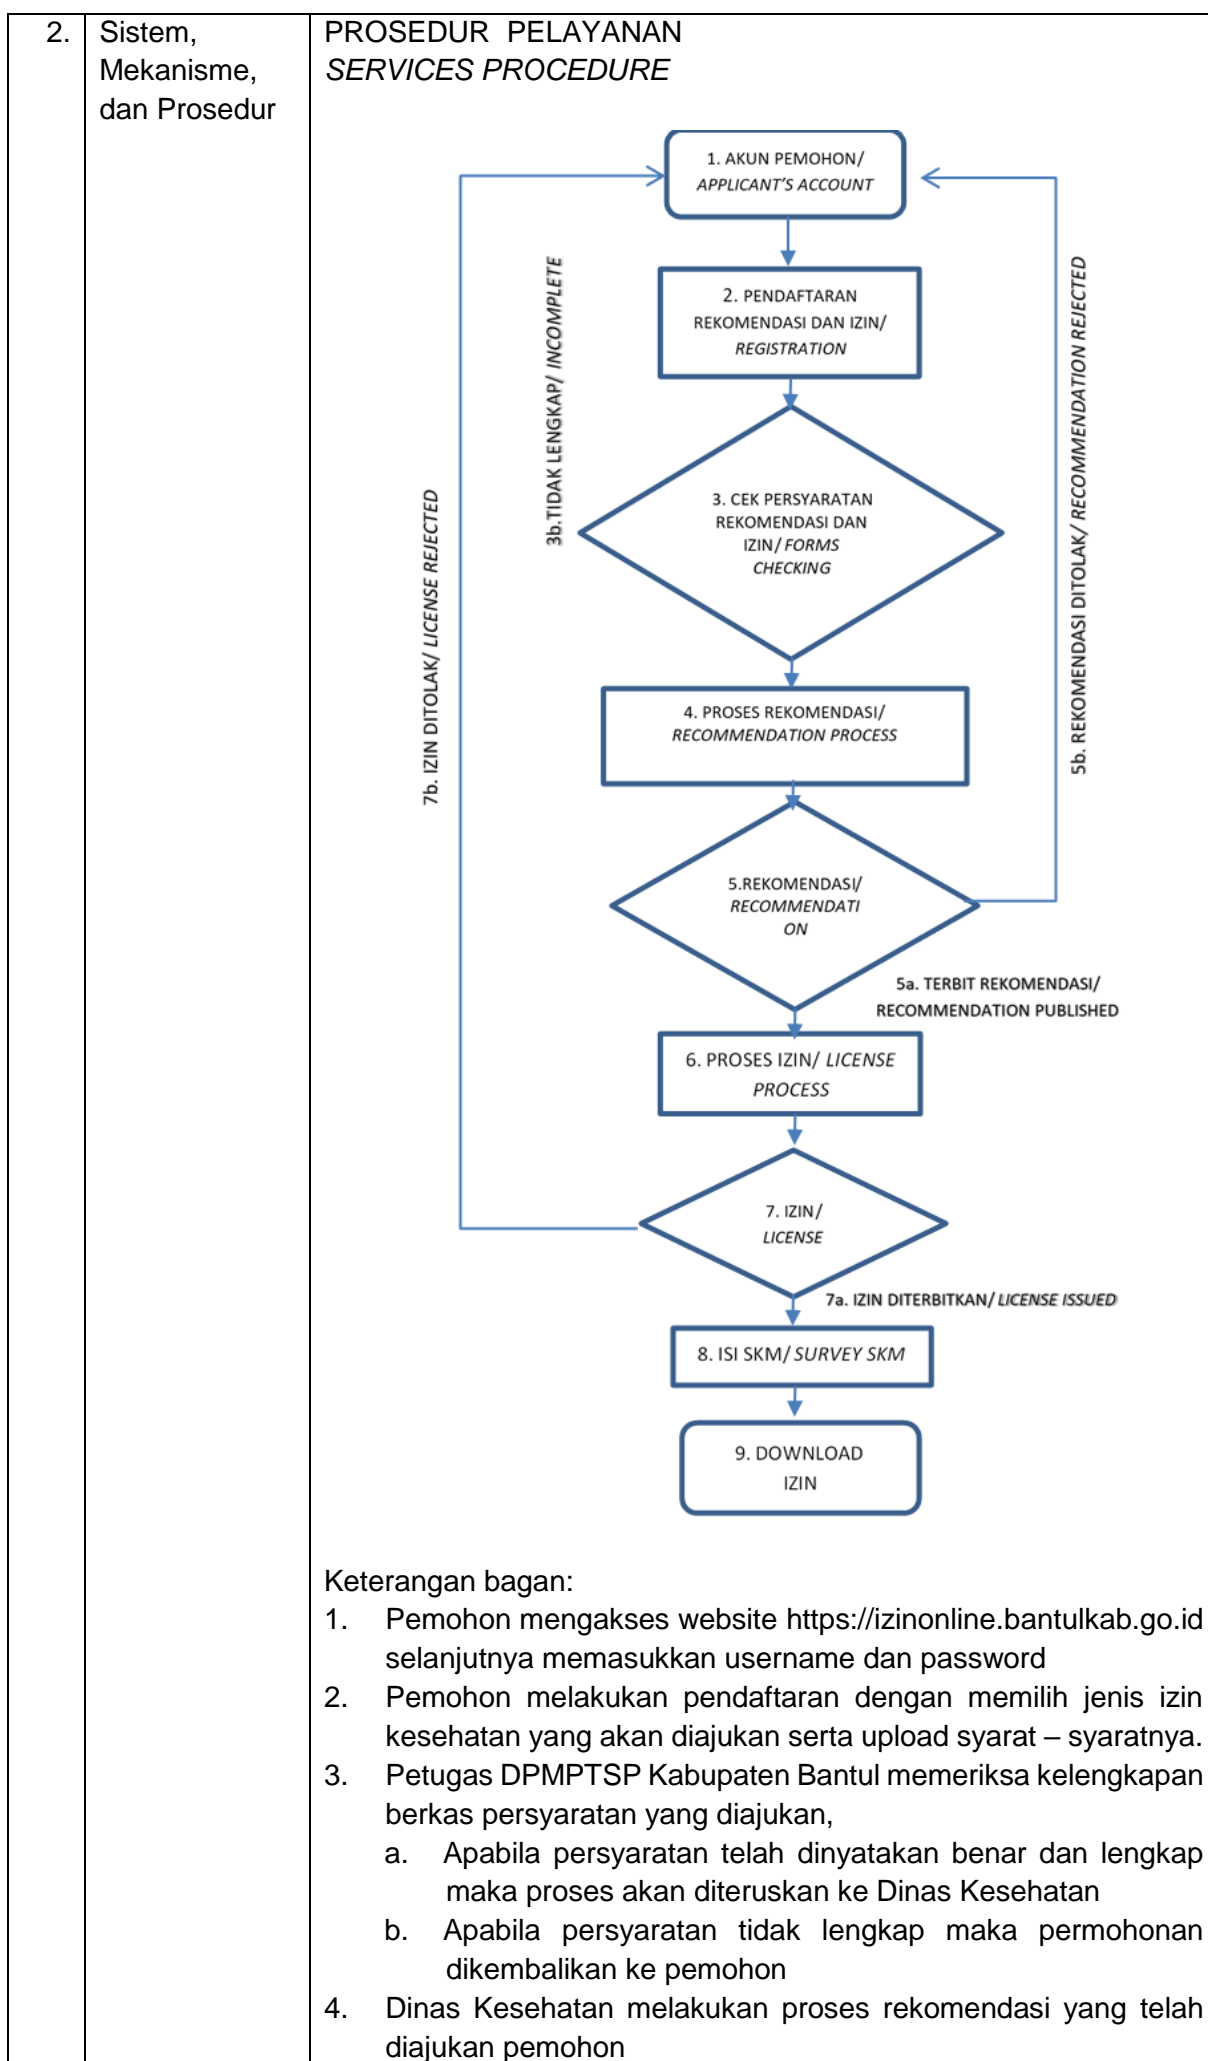 2.
Sistem,
Mekanisme,
dan Prosedur
PROSEDUR PELAYANAN
SERVICES PROCEDURE
1. AKUN PEMOHON/
APPLICANT'S ACCOUNT
2. PENDAFTARAN
REKOMENDASI DAN IZIN/
REGISTRATION
3b.TIDAK LENGKAP/ INCOMPLETE
3. CEK PERSYARATAN
REKOMENDASI DAN
IZIN/ FORMS
CHECKING
7b. IZIN DITOLAK/ LICENSE REJECTED
5b. REKOMENDASI DITOLAK/ RECOMMENDATION REJECTED
4. PROSES REKOMENDASI/
RECOMMENDATION PROCESS
5.REKOMENDASI/
RECOMMENDATI
ON
5a. TERBIT REKOMENDASI/
RECOMMENDATION PUBLISHED
6. PROSES IZIN/ LICENSE
PROCESS
7. IZIN/
LICENSE
7a. IZIN DITERBITKAN/ LICENSE ISSUED
8. ISI SKM/ SURVEY SKM
9. DOWNLOAD
IZIN
Keterangan bagan:
1. Pemohon mengakses website https://izinonline.bantulkab.go.id
selanjutnya memasukkan username dan password
2. Pemohon melakukan pendaftaran dengan memilih jenis izin
kesehatan yang akan diajukan serta upload syarat – syaratnya.
3. Petugas DPMPTSP Kabupaten Bantul memeriksa kelengkapan
berkas persyaratan yang diajukan,
a. Apabila persyaratan telah dinyatakan benar dan lengkap
maka proses akan diteruskan ke Dinas Kesehatan
b. Apabila persyaratan tidak lengkap maka permohonan
dikembalikan ke pemohon
4. Dinas Kesehatan melakukan proses rekomendasi yang telah
diajukan pemohon